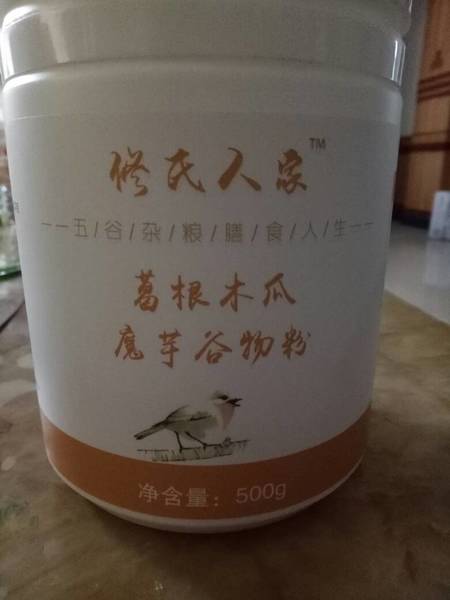 修氏人家™
——五/谷/杂/粮/膳/食/人/生——
葛根木瓜
魔芋谷物粉
净含量：500g